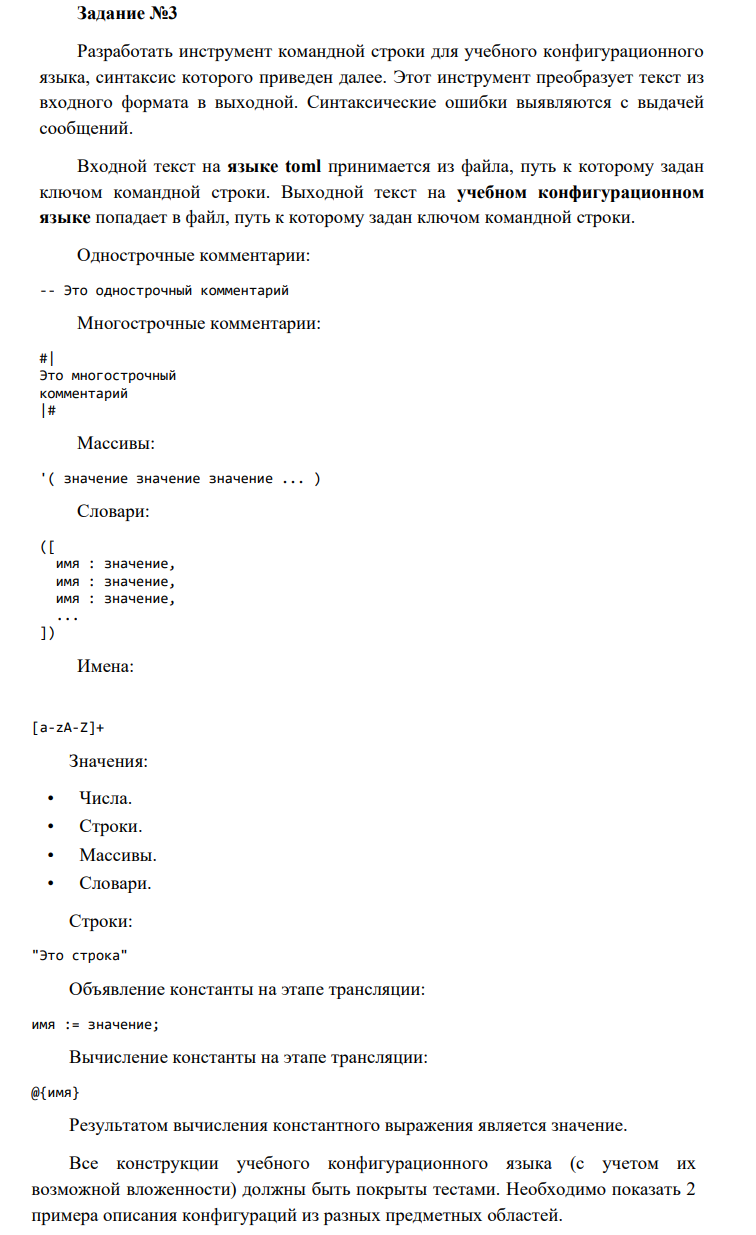 Задание №3
Разработать инструмент командной строки для учебного конфигурационного
языка, синтаксис которого приведен далее. Этот инструмент преобразует текст из
входного формата в выходной. Синтаксические ошибки выявляются с выдачей
сообщений.
Входной текст на языке toml принимается из файла, путь к которому задан
ключом командной строки. Выходной текст на учебном конфигурационном
языке попадает в файл, путь к которому задан ключом командной строки.
Однострочные комментарии:
-- Это однострочный комментарий
Многострочные комментарии:
#|
Это многострочный
комментарий
|#
Массивы:
'( значение значение значение ... )
Словари:
([
имя : значение,
имя : значение,
имя : значение,
...
])
Имена:
[a-zA-Z]+
Значения:
• Числа.
• Строки.
• Массивы.
• Словари.
Строки:
"Это строка"
Объявление константы на этапе трансляции:
имя := значение;
Вычисление константы на этапе трансляции:
@{имя}
Результатом вычисления константного выражения является значение.
Все конструкции учебного конфигурационного языка (с учетом их
возможной вложенности) должны быть покрыты тестами. Необходимо показать 2
примера описания конфигураций из разных предметных областей.